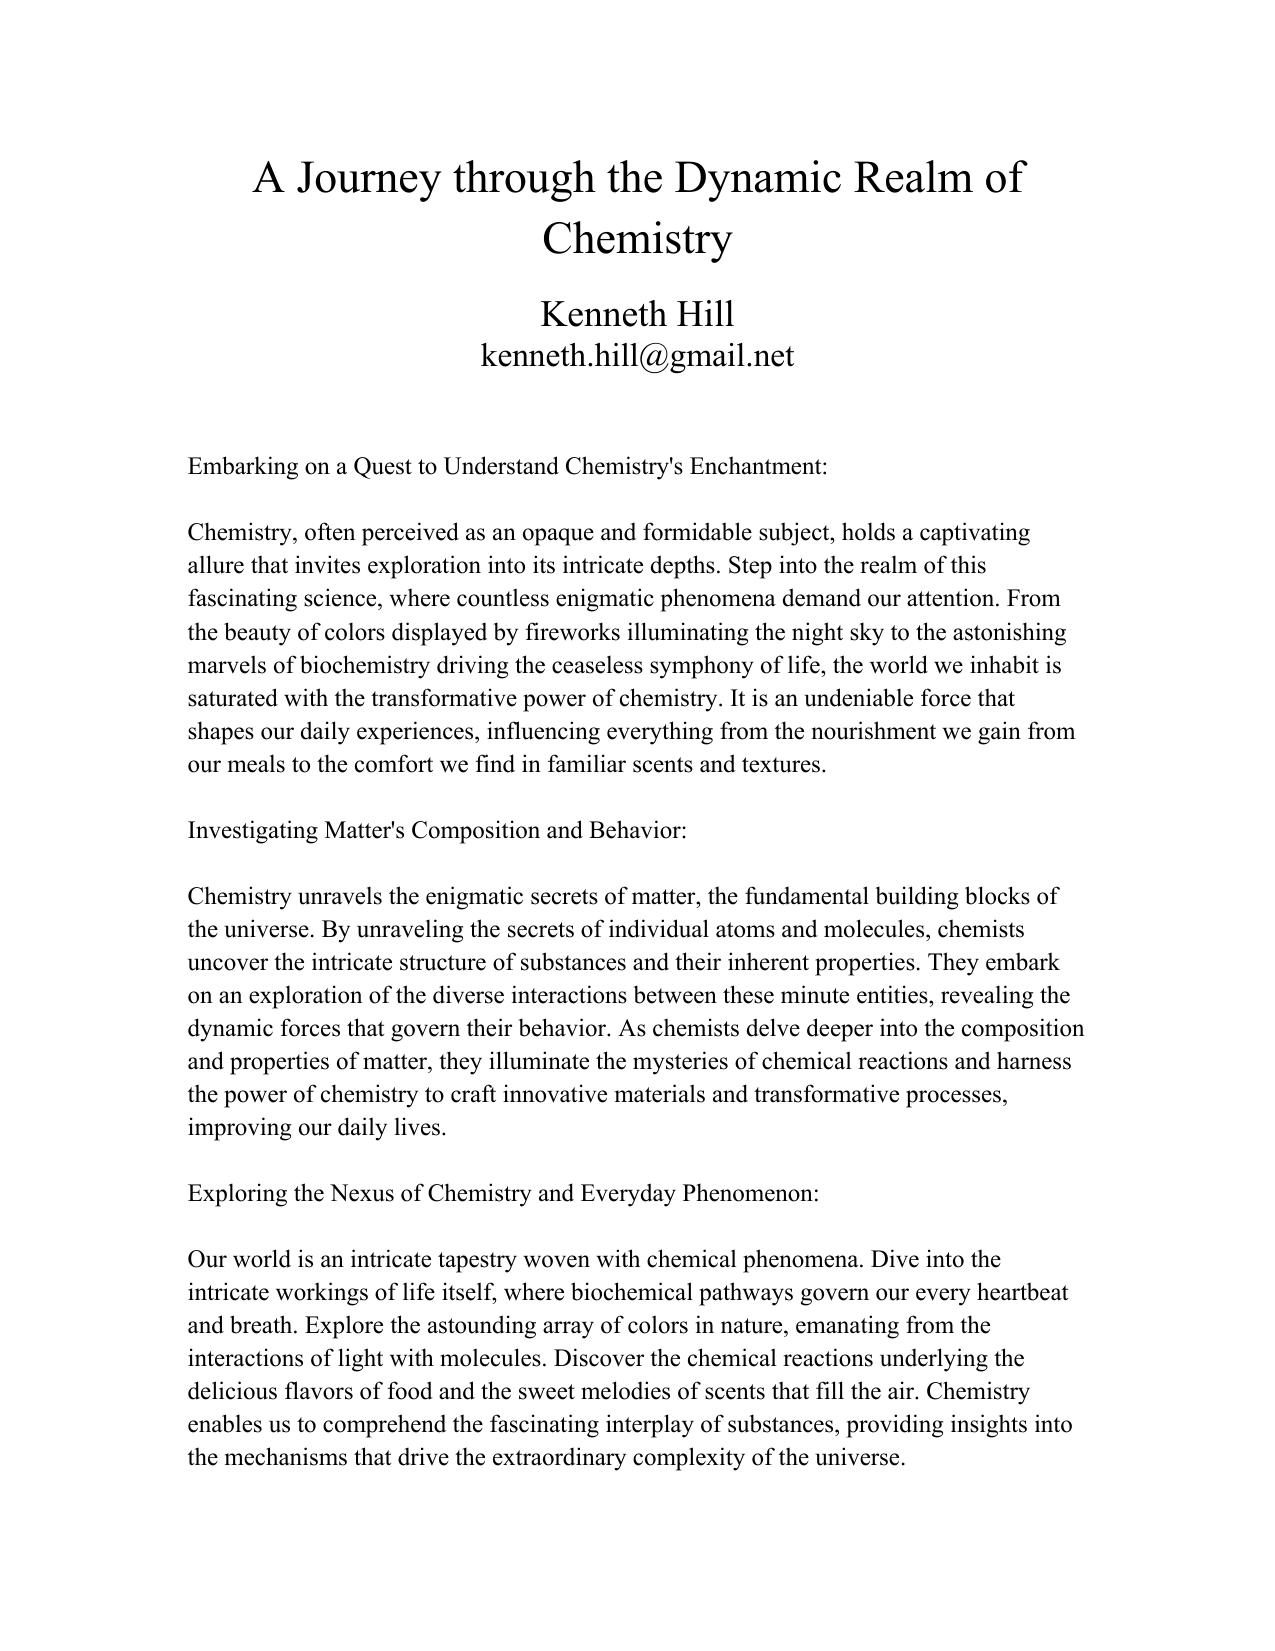 A Journey through the Dynamic Realm of
Chemistry
Kenneth Hill
kenneth.hill@gmail.net
Embarking on a Quest to Understand Chemistry's Enchantment:
Chemistry, often perceived as an opaque and formidable subject, holds a captivating
allure that invites exploration into its intricate depths. Step into the realm of this
fascinating science, where countless enigmatic phenomena demand our attention. From
the beauty of colors displayed by fireworks illuminating the night sky to the astonishing
marvels of biochemistry driving the ceaseless symphony of life, the world we inhabit is
saturated with the transformative power of chemistry. It is an undeniable force that
shapes our daily experiences, influencing everything from the nourishment we gain from
our meals to the comfort we find in familiar scents and textures.
Investigating Matter's Composition and Behavior:
Chemistry unravels the enigmatic secrets of matter, the fundamental building blocks of
the universe. By unraveling the secrets of individual atoms and molecules, chemists
uncover the intricate structure of substances and their inherent properties. They embark
on an exploration of the diverse interactions between these minute entities, revealing the
dynamic forces that govern their behavior. As chemists delve deeper into the composition
and properties of matter, they illuminate the mysteries of chemical reactions and harness
the power of chemistry to craft innovative materials and transformative processes,
improving our daily lives.
Exploring the Nexus of Chemistry and Everyday Phenomenon:
Our world is an intricate tapestry woven with chemical phenomena. Dive into the
intricate workings of life itself, where biochemical pathways govern our every heartbeat
and breath. Explore the astounding array of colors in nature, emanating from the
interactions of light with molecules. Discover the chemical reactions underlying the
delicious flavors of food and the sweet melodies of scents that fill the air. Chemistry
enables us to comprehend the fascinating interplay of substances, providing insights into
the mechanisms that drive the extraordinary complexity of the universe.